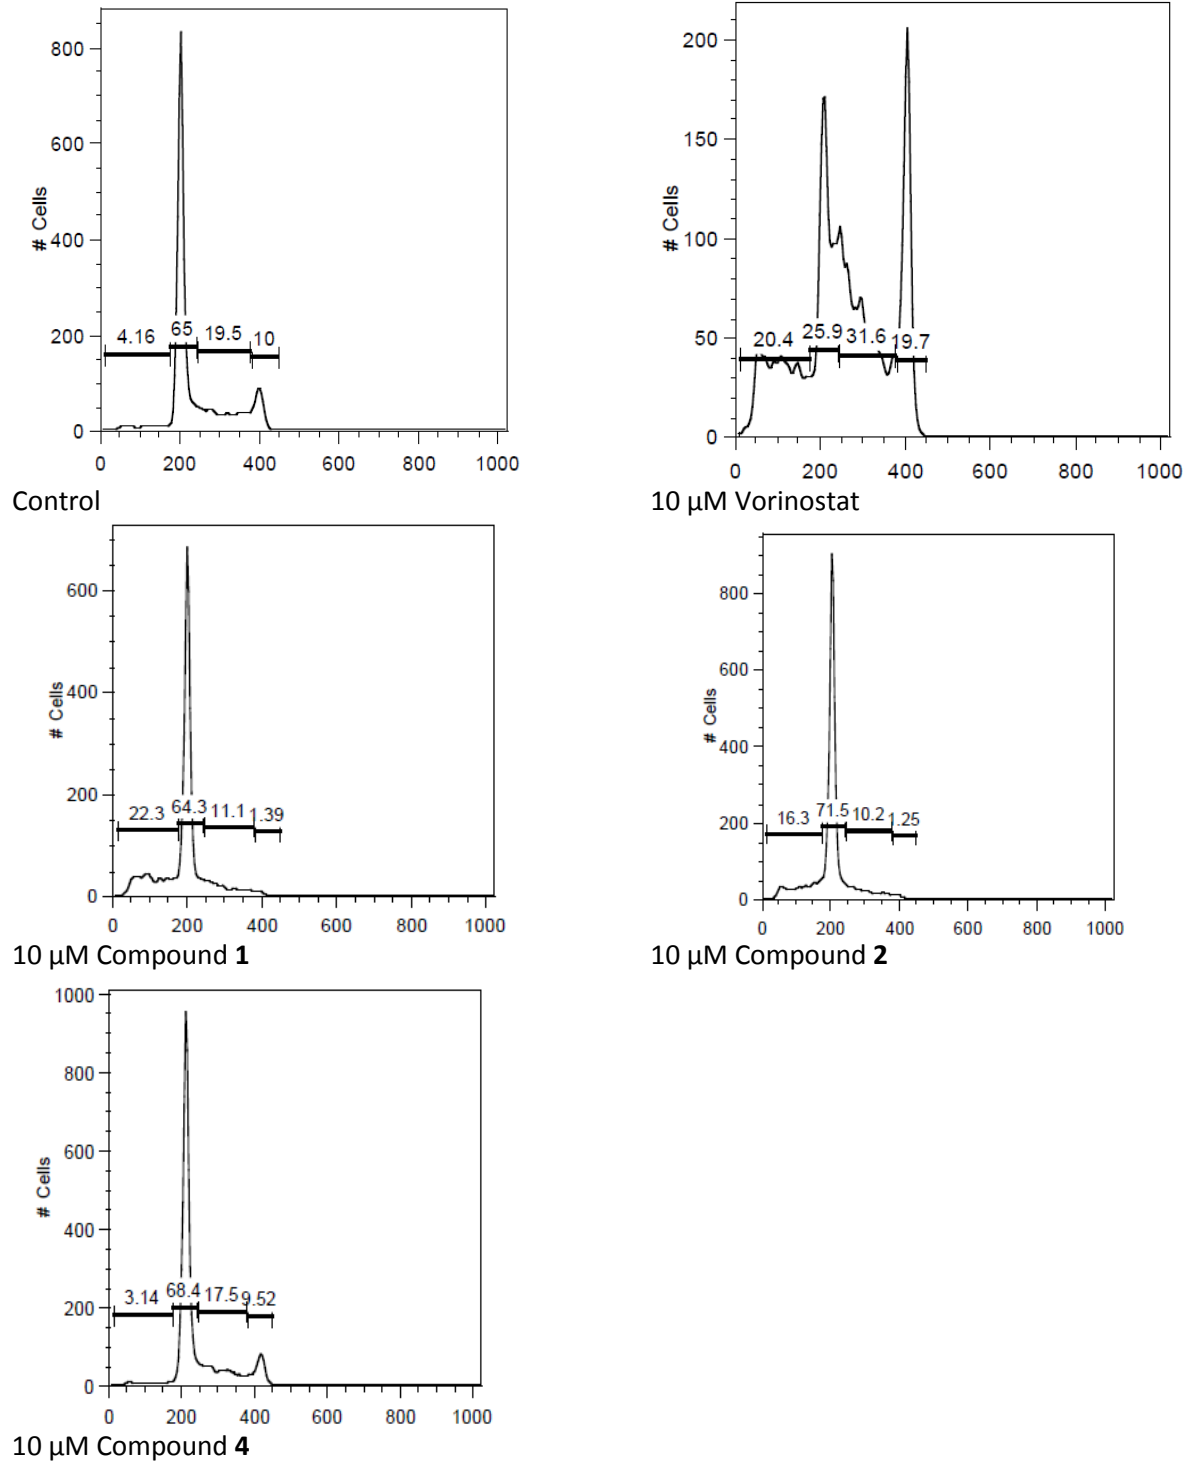 800
600
400
200
0
# Cells
4.16 65 19.5 10
0 200 400 600 800 1000
Control
200
150
100
50
0
# Cells
20.4 25.9 31.6 19.7
0 200 400 600 800 1000
10 µM Vorinostat
600
400
200
0
# Cells
22.3 64.3 11.1 1.39
0 200 400 600 800 1000
10 µM Compound 1
800
600
400
200
0
# Cells
16.3 71.5 10.2 1.25
0 200 400 600 800 1000
10 µM Compound 2
1000
800
600
400
200
0
# Cells
3.14 68.4 17.5 9.52
0 200 400 600 800 1000
10 µM Compound 4